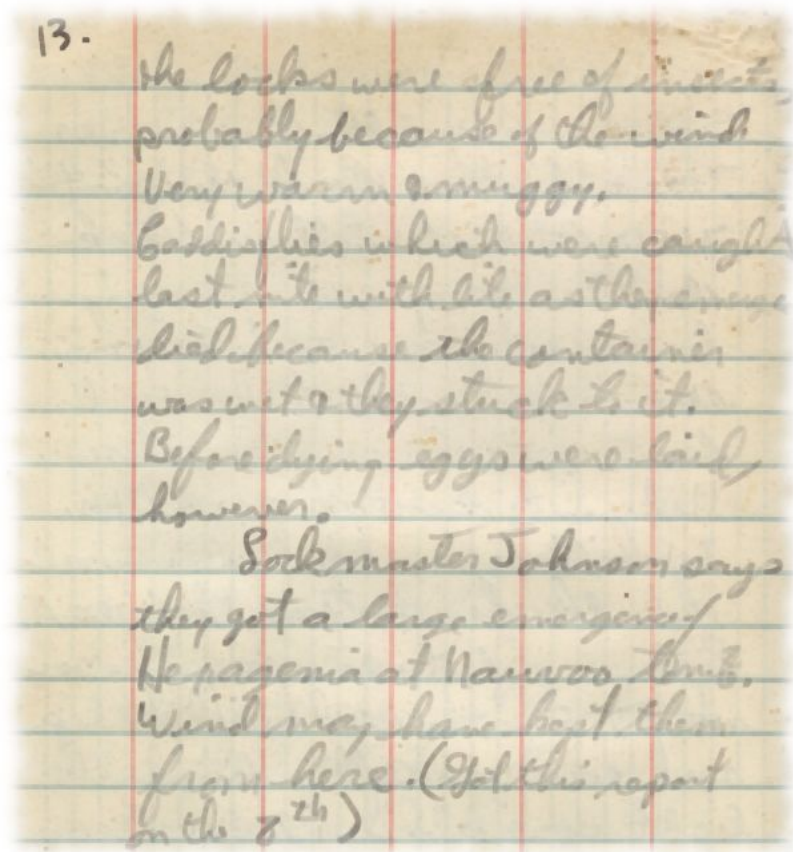 13.
the locks were free of insects,
probably because of the wind
Very warm & muggy.
Caddisflies which were caught
last nite with lite as they emerge
died because the container
was wet & they stuck to it.
Before dying eggs were laid,
however.
Lockmaster Johnson says
they got a large emergence
Hexagenia at Nauvoo
Wind may have kept them
from here. (Got this report
on the 8th)